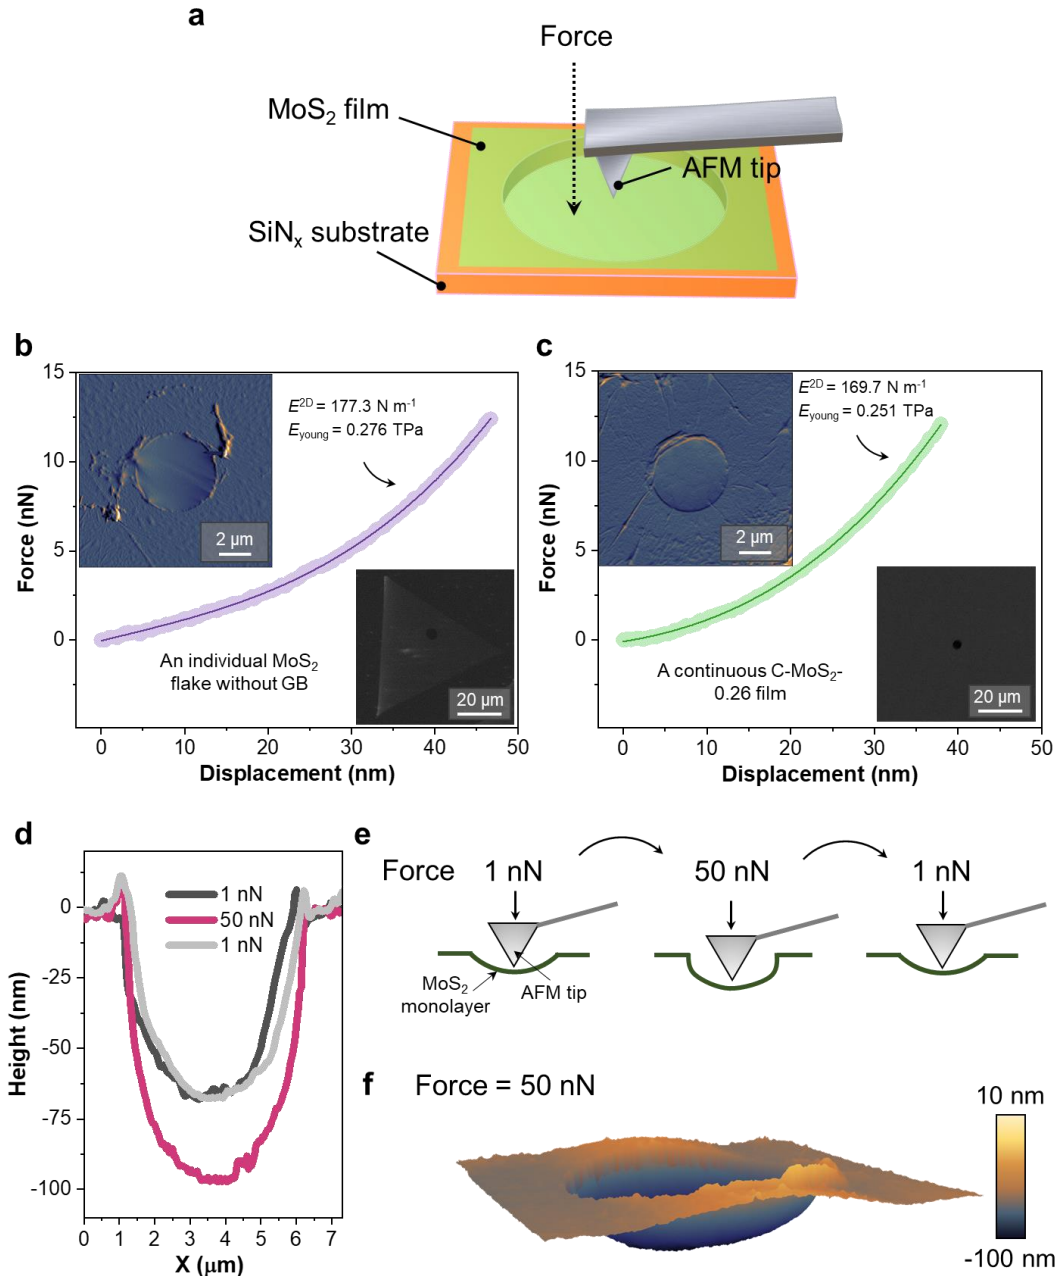 a
Force
MoS₂ film
AFM tip
SiNₓ substrate
b
15
10
5
0
Force (nN)
E²ᴰ = 177.3 N m⁻¹
E_young = 0.276 TPa
2 µm
An individual MoS₂
flake without GB
20 µm
0 10 20 30 40 50
Displacement (nm)
c
15
10
5
0
Force (nN)
E²ᴰ = 169.7 N m⁻¹
E_young = 0.251 TPa
2 µm
A continuous C-MoS₂-
0.26 film
20 µm
0 10 20 30 40 50
Displacement (nm)
d
0
-25
-50
-75
-100
Height (nm)
1 nN
50 nN
1 nN
0 1 2 3 4 5 6 7
X (µm)
e
Force 1 nN 50 nN 1 nN
MoS₂
monolayer
AFM tip
f Force = 50 nN
10 nm
-100 nm